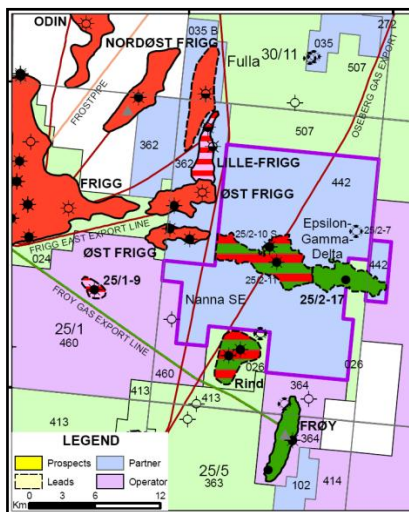 ODIN
272
NORDØST FRIGG
035 B
Fulla
30/11
035
507
OSEBERG GAS EXPORT
FROSTPIPE
507
362
362
LILLE-FRIGG
442
FRIGG
ØST FRIGG
Epsilon-
Gamma-
Delta
25/2-10 S
25/2-7
FRIGG EAST EXPORT LINE
024
ØST FRIGG
442
25/1-9
25/2-11
25/2-17
Nanna SE
FROY GAS EXPORT LINE
25/1
460
026
026
460
413
413
Rind
364
413
FRØY
364
LEGEND
Prospects
Partner
Leads
Operator
25/5
363
102
414
Km
0
3
6
12